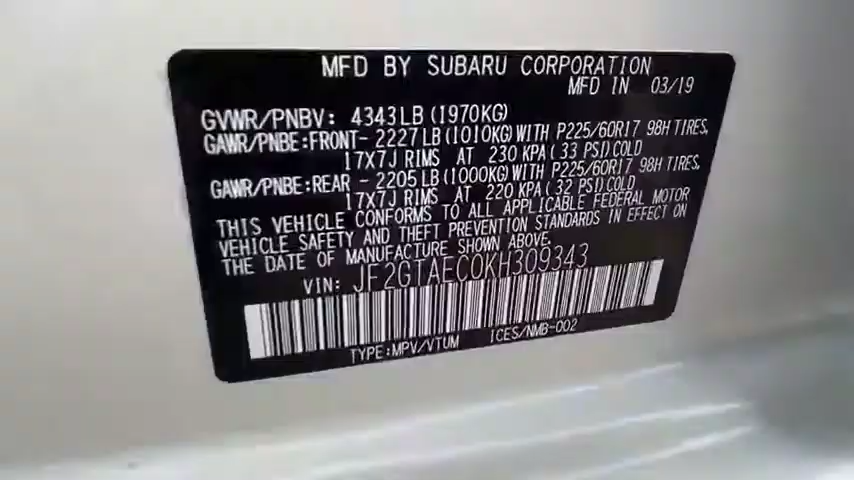 MFD BY SUBARU CORPORATION
MFD IN 03/19
GVWR/PNBV: 4343LB (1970KG)
GAWR/PNBE:FRONT- 2227LB (1010KG) WITH P225/60R17 98H TIRES,
17X7J RIMS AT 230 KPA (33 PSI) COLD
GAWR/PNBE:REAR - 2205LB (1000KG) WITH P225/60R17 98H TIRES,
17X7J RIMS AT 220 KPA (32 PSI) COLD
THIS VEHICLE CONFORMS TO ALL APPLICABLE FEDERAL MOTOR
VEHICLE SAFETY AND THEFT PREVENTION STANDARDS IN EFFECT ON
THE DATE OF MANUFACTURE SHOWN ABOVE.
VIN: JF2GTAEC0KH309343
TYPE:MPV/VTUM ICES/NMB-002